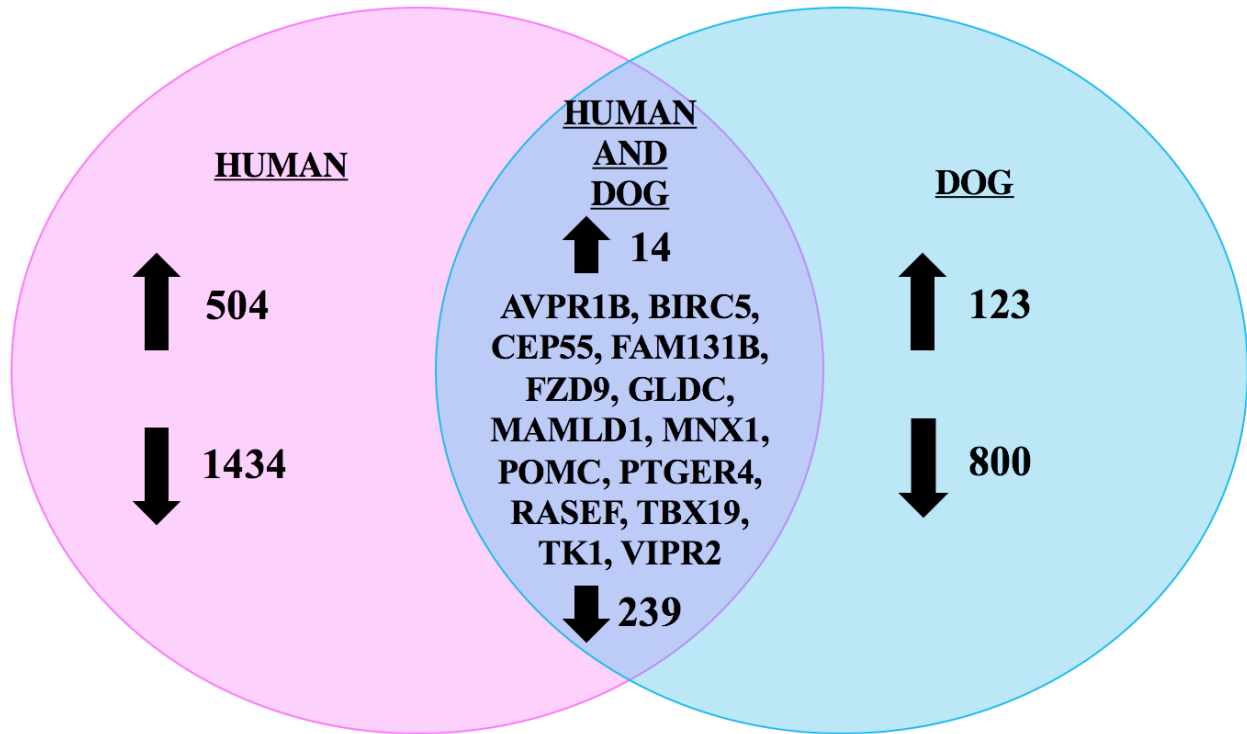 HUMAN
504
1434
HUMAN
AND
DOG
14
AVPR1B, BIRC5,
CEP55, FAM131B,
FZD9, GLDC,
MAMLD1, MNX1,
POMC, PTGER4,
RASEF, TBX19,
TK1, VIPR2
239
DOG
123
800